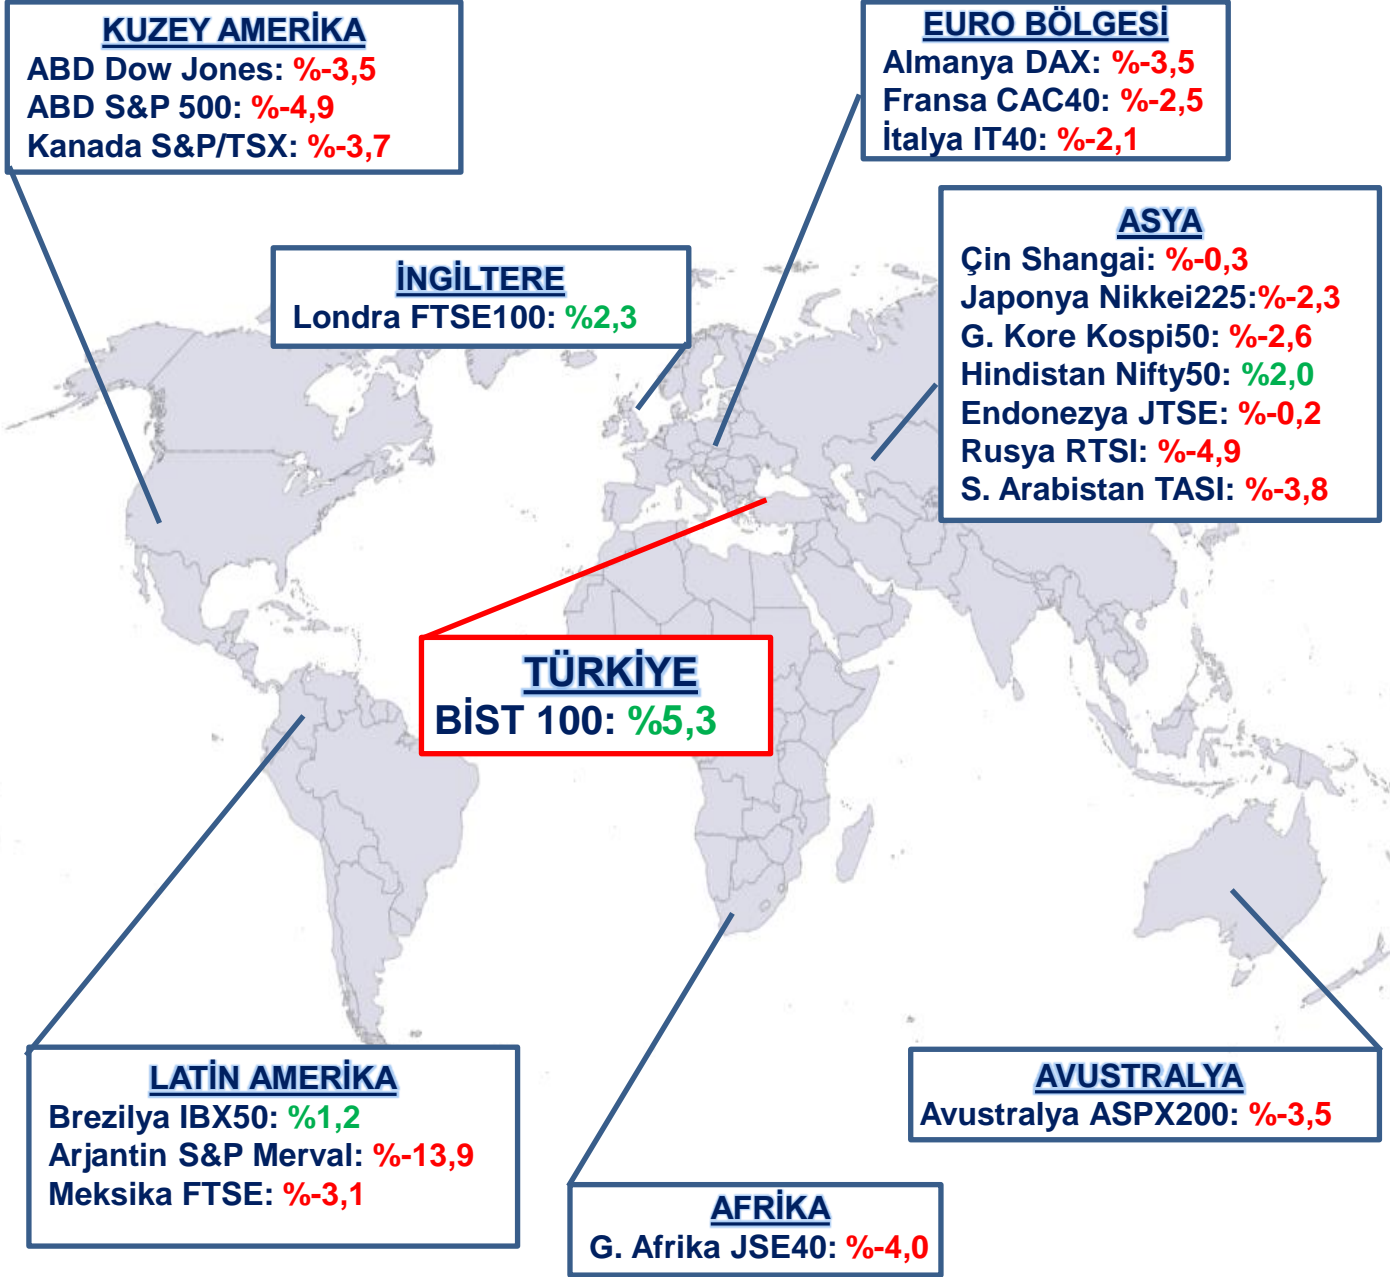 KUZEY AMERİKA
ABD Dow Jones: %-3,5
ABD S&P 500: %-4,9
Kanada S&P/TSX: %-3,7
EURO BÖLGESİ
Almanya DAX: %-3,5
Fransa CAC40: %-2,5
İtalya IT40: %-2,1
ASYA
Çin Shangai: %-0,3
Japonya Nikkei225:%-2,3
G. Kore Kospi50: %-2,6
Hindistan Nifty50: %2,0
Endonezya JTSE: %-0,2
Rusya RTSI: %-4,9
S. Arabistan TASI: %-3,8
İNGİLTERE
Londra FTSE100: %2,3
TÜRKİYE
BİST 100: %5,3
LATİN AMERİKA
Brezilya IBX50: %1,2
Arjantin S&P Merval: %-13,9
Meksika FTSE: %-3,1
AVUSTRALYA
Avustralya ASPX200: %-3,5
AFRİKA
G. Afrika JSE40: %-4,0